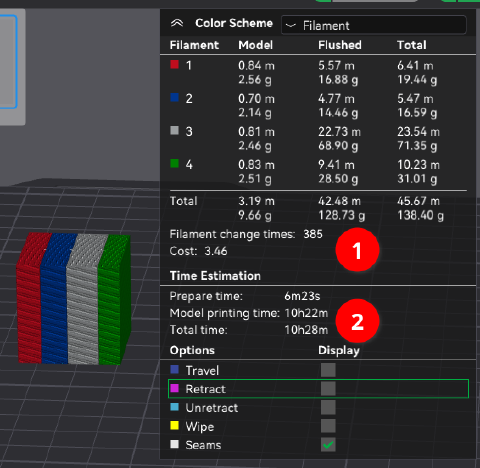 Color Scheme Filament
Filament Model Flushed Total
1 0.84 m 5.57 m 6.41 m
2.56 g 16.88 g 19.44 g
2 0.70 m 4.77 m 5.47 m
2.14 g 14.46 g 16.59 g
3 0.81 m 22.73 m 23.54 m
2.46 g 68.90 g 71.35 g
4 0.83 m 9.41 m 10.23 m
2.51 g 28.50 g 31.01 g
Total 3.19 m 42.48 m 45.67 m
9.66 g 128.73 g 138.40 g
Filament change times: 385
Cost: 3.46
1
Time Estimation
Prepare time: 6m23s
Model printing time: 10h22m
Total time: 10h28m
2
Options Display
Travel
Retract
Unretract
Wipe
Seams